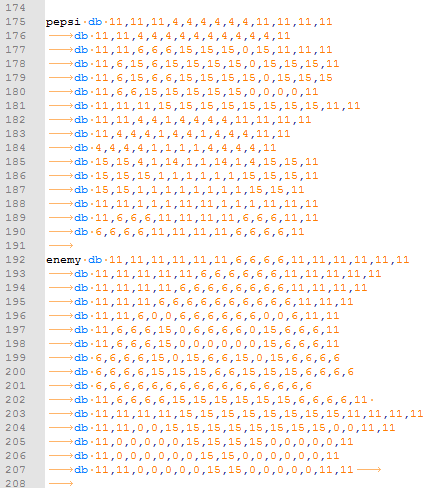 174
175 pepsi db 11,11,11,4,4,4,4,4,4,11,11,11,11
176 db 11,11,4,4,4,4,4,4,4,4,4,4,11
177 db 11,11,6,6,6,15,15,15,0,15,11,11,11
178 db 11,6,15,6,15,15,15,15,0,15,15,15,11
179 db 11,6,15,6,6,15,15,15,15,0,15,15,15
180 db 11,6,6,15,15,15,15,15,0,0,0,0,11
181 db 11,11,11,15,15,15,15,15,15,15,15,11,11
182 db 11,11,4,4,1,4,4,4,4,11,11,11,11
183 db 11,4,4,4,1,4,4,1,4,4,4,11,11
184 db 4,4,4,4,1,1,1,1,4,4,4,4,11
185 db 15,15,4,1,14,1,1,14,1,4,15,15,11
186 db 15,15,15,1,1,1,1,1,1,15,15,15,11
187 db 15,15,1,1,1,1,1,1,1,1,15,15,11
188 db 11,11,11,1,1,1,11,1,1,1,11,11,11
189 db 11,6,6,6,11,11,11,11,6,6,6,11,11
190 db 6,6,6,6,11,11,11,11,6,6,6,6,11
191
192 enemy db 11,11,11,11,11,11,6,6,6,6,11,11,11,11,11,11
193 db 11,11,11,11,11,6,6,6,6,6,6,11,11,11,11,11
194 db 11,11,11,11,6,6,6,6,6,6,6,6,11,11,11,11
195 db 11,11,11,6,6,6,6,6,6,6,6,6,6,11,11,11
196 db 11,11,6,0,0,6,6,6,6,6,6,0,0,6,11,11
197 db 11,6,6,6,15,0,6,6,6,6,0,15,6,6,6,11
198 db 11,6,6,6,15,0,0,0,0,0,0,15,6,6,6,11
199 db 6,6,6,6,15,0,15,6,6,15,0,15,6,6,6,6
200 db 6,6,6,6,15,15,15,6,6,15,15,15,6,6,6,6
201 db 6,6,6,6,6,6,6,6,6,6,6,6,6,6,6,6
202 db 11,6,6,6,6,15,15,15,15,15,15,6,6,6,6,11
203 db 11,11,11,11,15,15,15,15,15,15,15,15,11,11,11,11
204 db 11,11,0,0,15,15,15,15,15,15,15,15,0,0,11,11
205 db 11,0,0,0,0,0,15,15,15,15,0,0,0,0,0,11
206 db 11,0,0,0,0,0,0,15,15,0,0,0,0,0,0,11
207 db 11,11,0,0,0,0,0,15,15,0,0,0,0,0,11,11
208